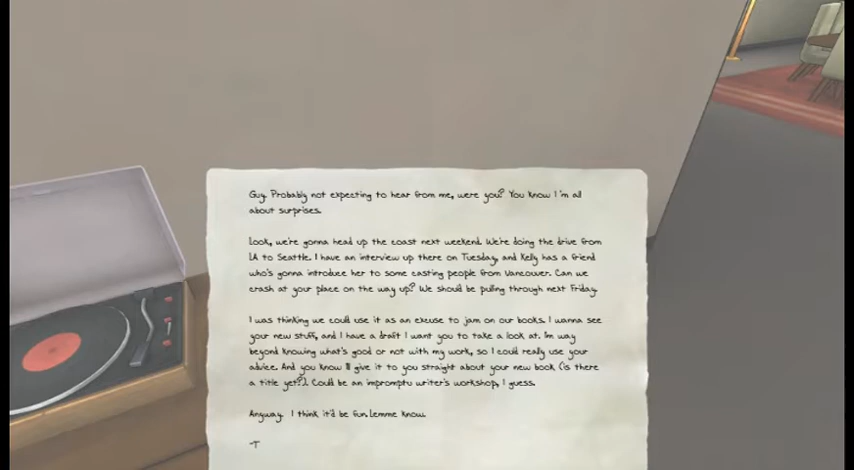 Guy. Probably not expecting to hear from me, were you? You know I'm all
about surprises.
Look, we're gonna head up the coast next weekend. We're doing the drive from
LA to Seattle. I have an interview up there on Tuesday, and Kelly has a friend
who's gonna introduce her to some casting people from Vancouver. Can we
crash at your place on the way up? We should be pulling through next Friday.
I was thinking we could use it as an excuse to jam on our books. I wanna see
your new stuff, and I have a draft I want you to take a look at. I'm way
beyond knowing what's good or not with my work, so I could really use your
advice. And you know I'll give it to you straight about your new book (is there
a title yet?). Could be an impromptu writer's workshop, I guess.
Anyway. I think it'd be fun. Lemme know.
-T